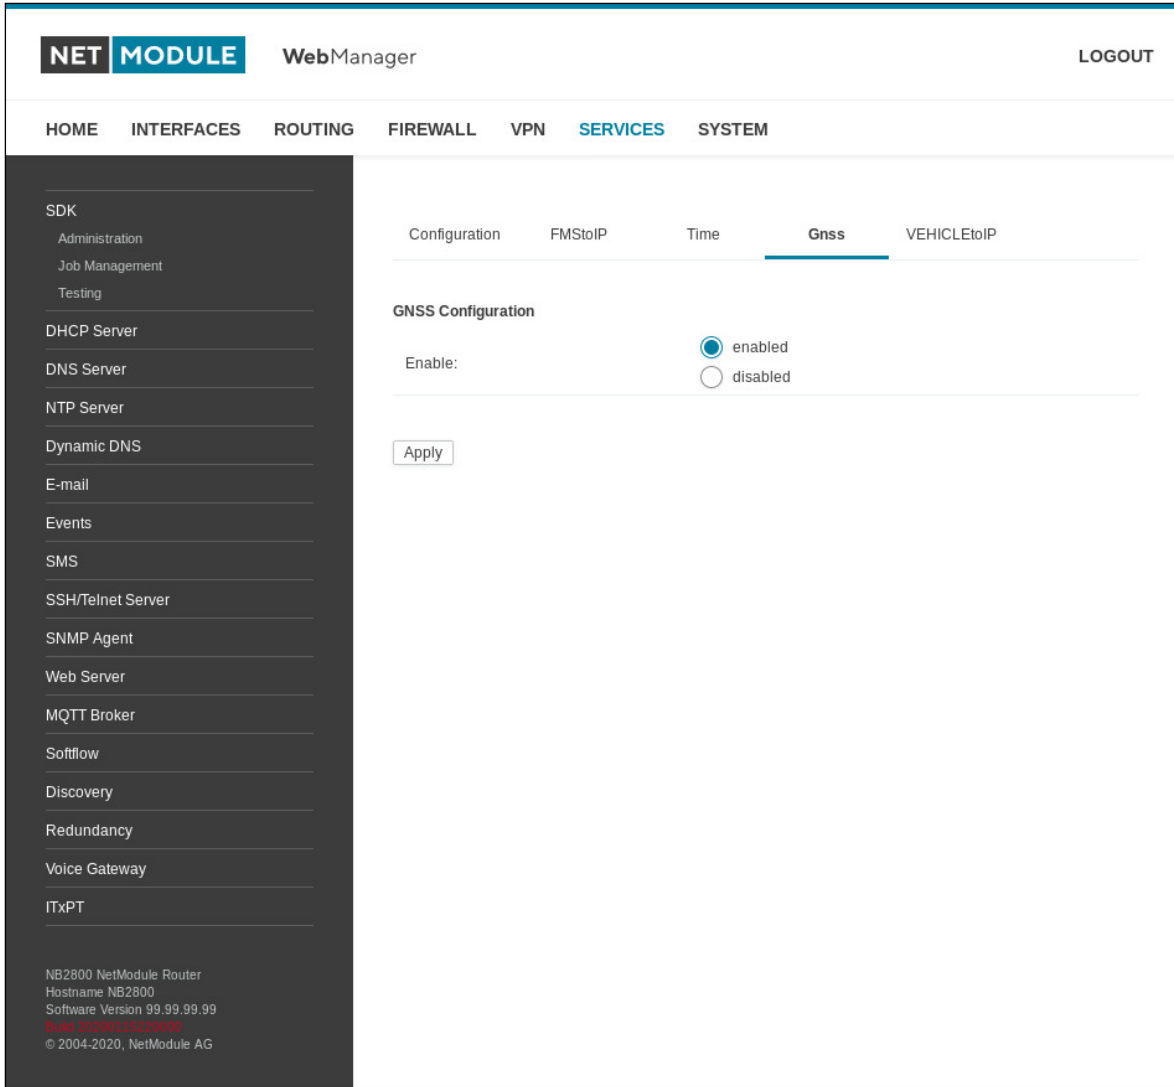 NET MODULE WebManager LOGOUT
HOME INTERFACES ROUTING FIREWALL VPN SERVICES SYSTEM
SDK
Administration
Job Management
Testing
DHCP Server
DNS Server
NTP Server
Dynamic DNS
E-mail
Events
SMS
SSH/Telnet Server
SNMP Agent
Web Server
MQTT Broker
Softflow
Discovery
Redundancy
Voice Gateway
ITxPT
NB2800 NetModule Router
Hostname NB2800
Software Version 99.99.99.99
Build
© 2004-2020, NetModule AG
Configuration FMStoIP Time Gnss VEHICLEtoIP
GNSS Configuration
Enable:
enabled
disabled
Apply